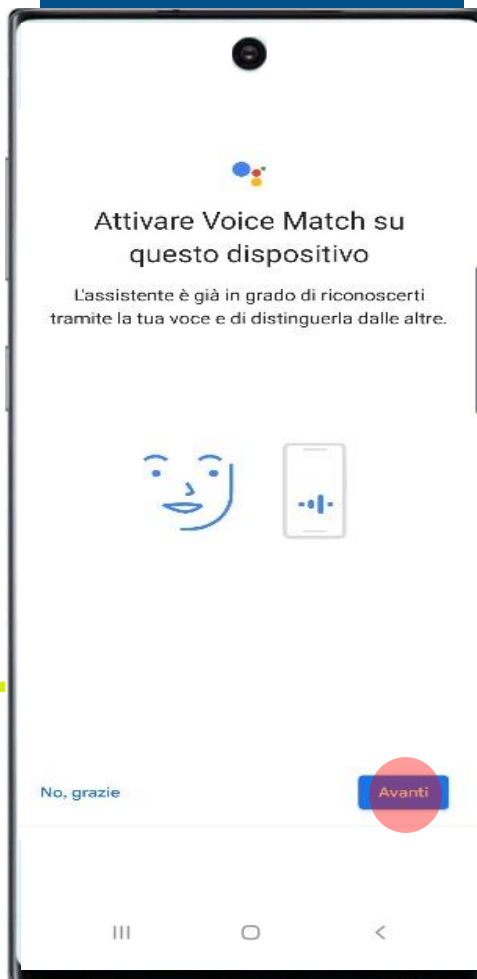 Attivare Voice Match su
questo dispositivo
L'assistente è già in grado di riconoscerti
tramite la tua voce e di distinguerla dalle altre.
No, grazie
Avanti